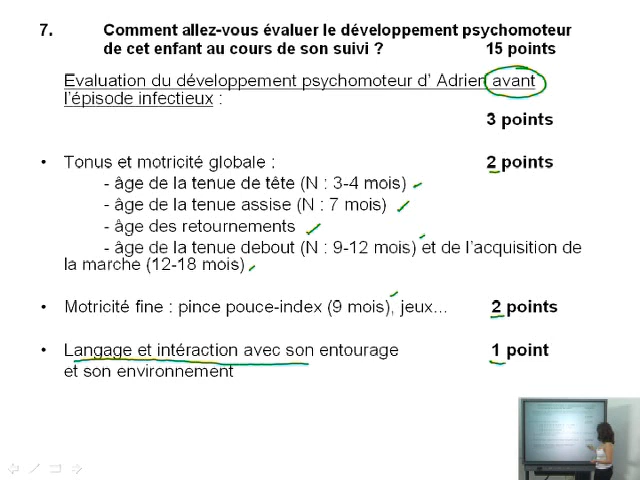 7. Comment allez-vous évaluer le développement psychomoteur
de cet enfant au cours de son suivi ? 15 points
Evaluation du développement psychomoteur d' Adrien avant
l'épisode infectieux :
3 points
• Tonus et motricité globale : 2 points
- âge de la tenue de tête (N : 3-4 mois)
- âge de la tenue assise (N : 7 mois)
- âge des retournements
- âge de la tenue debout (N : 9-12 mois) et de l'acquisition de
la marche (12-18 mois)
• Motricité fine : pince pouce-index (9 mois), jeux... 2 points
• Langage et intéraction avec son entourage 1 point
et son environnement